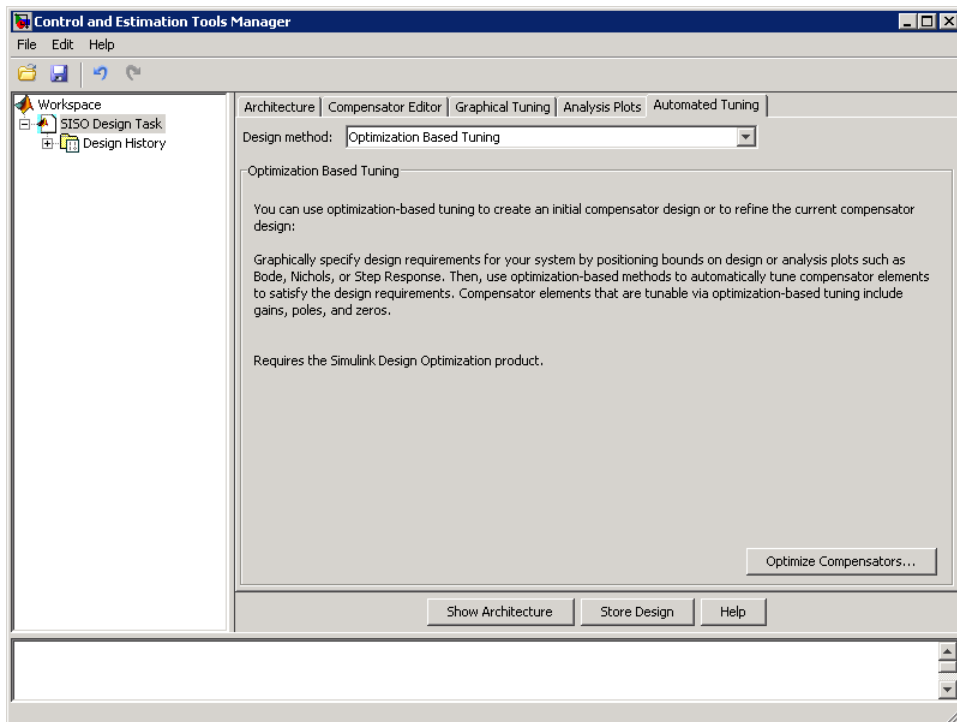 Control and Estimation Tools Manager
File Edit Help
Workspace
SISO Design Task
Design History
Architecture Compensator Editor Graphical Tuning Analysis Plots Automated Tuning
Design method: Optimization Based Tuning
Optimization Based Tuning
You can use optimization-based tuning to create an initial compensator design or to refine the current compensator
design:
Graphically specify design requirements for your system by positioning bounds on design or analysis plots such as
Bode, Nichols, or Step Response. Then, use optimization-based methods to automatically tune compensator elements
to satisfy the design requirements. Compensator elements that are tunable via optimization-based tuning include
gains, poles, and zeros.
Requires the Simulink Design Optimization product.
Optimize Compensators...
Show Architecture Store Design Help